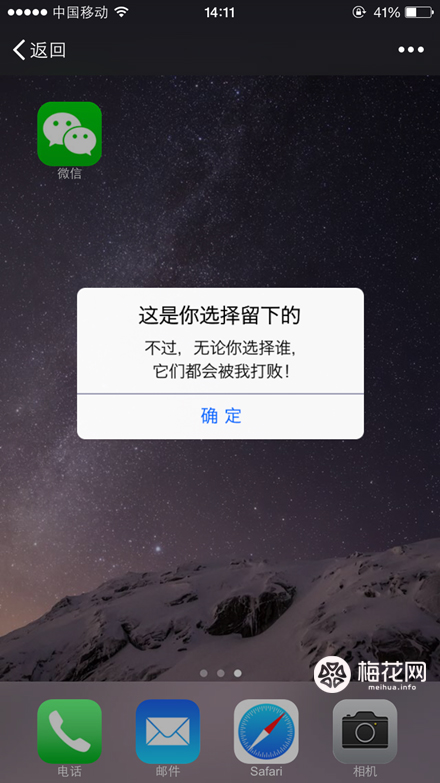 中国移动 14:11 41%
返回
微信
这是你选择留下的
不过，无论你选择谁，
它们都会被我打败！
确 定
梅花网
meihua.info
电话 邮件 Safari 相机